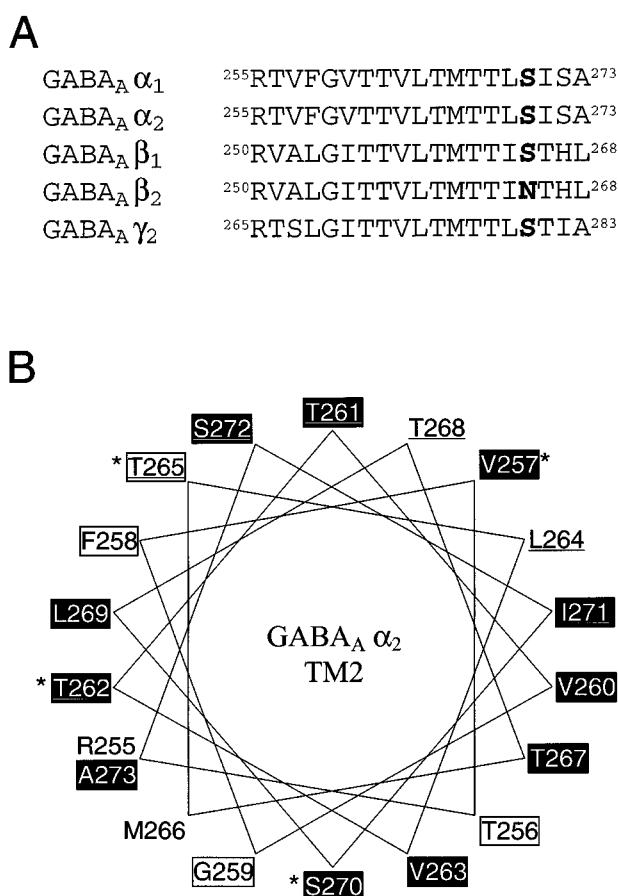 A
GABAA α1 255RTVFGVTTVLTMTTLSISA273
GABAA α2 255RTVFGVTTVLTMTTLSISA273
GABAA β1 250RVALGITTVLTMTTISTHL268
GABAA β2 250RVALGITTVLTMTTINTHL268
GABAA γ2 265RTSLGITTVLTMTTLSTIA283
B
T261
S272
T268
*T265
V257*
F258
L264
L269
I271
GABAA α2
TM2
*T262
V260
R255
T267
A273
M266
T256
G259
V263
*S270